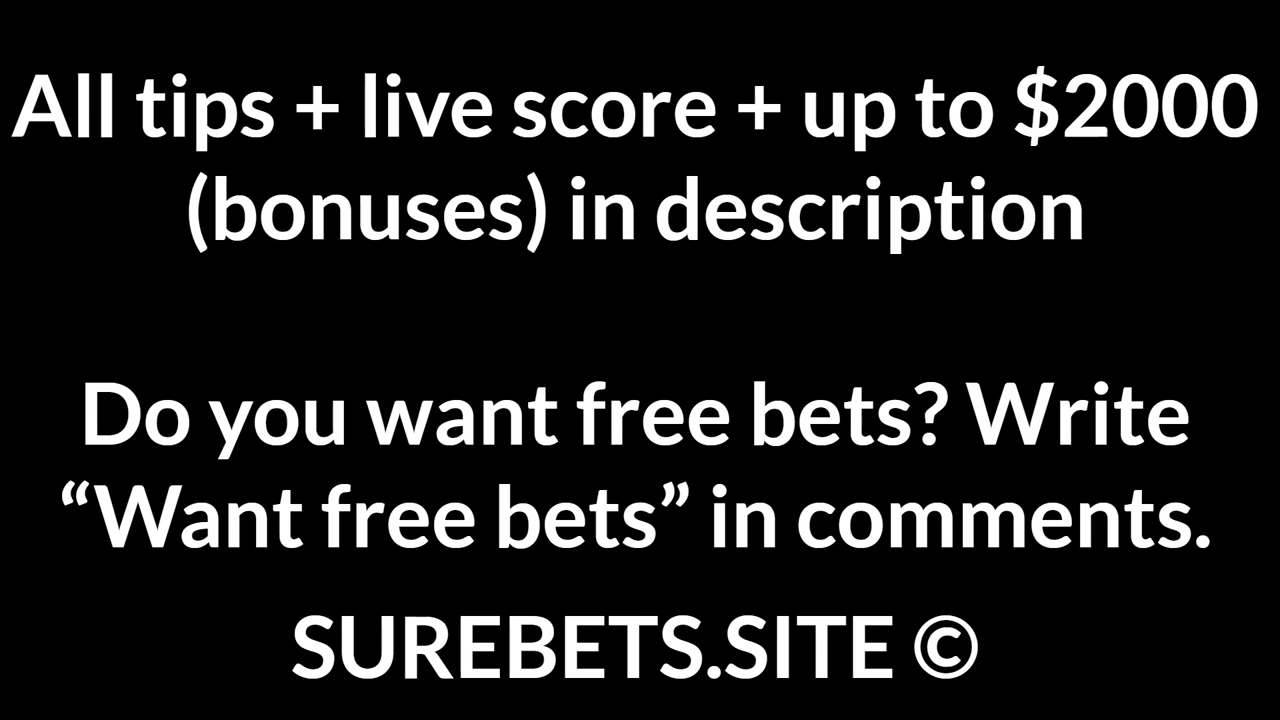 All tips + live score + up to $2000
(bonuses) in description
Do you want free bets? Write
“Want free bets” in comments.
SUREBETS.SITE ©